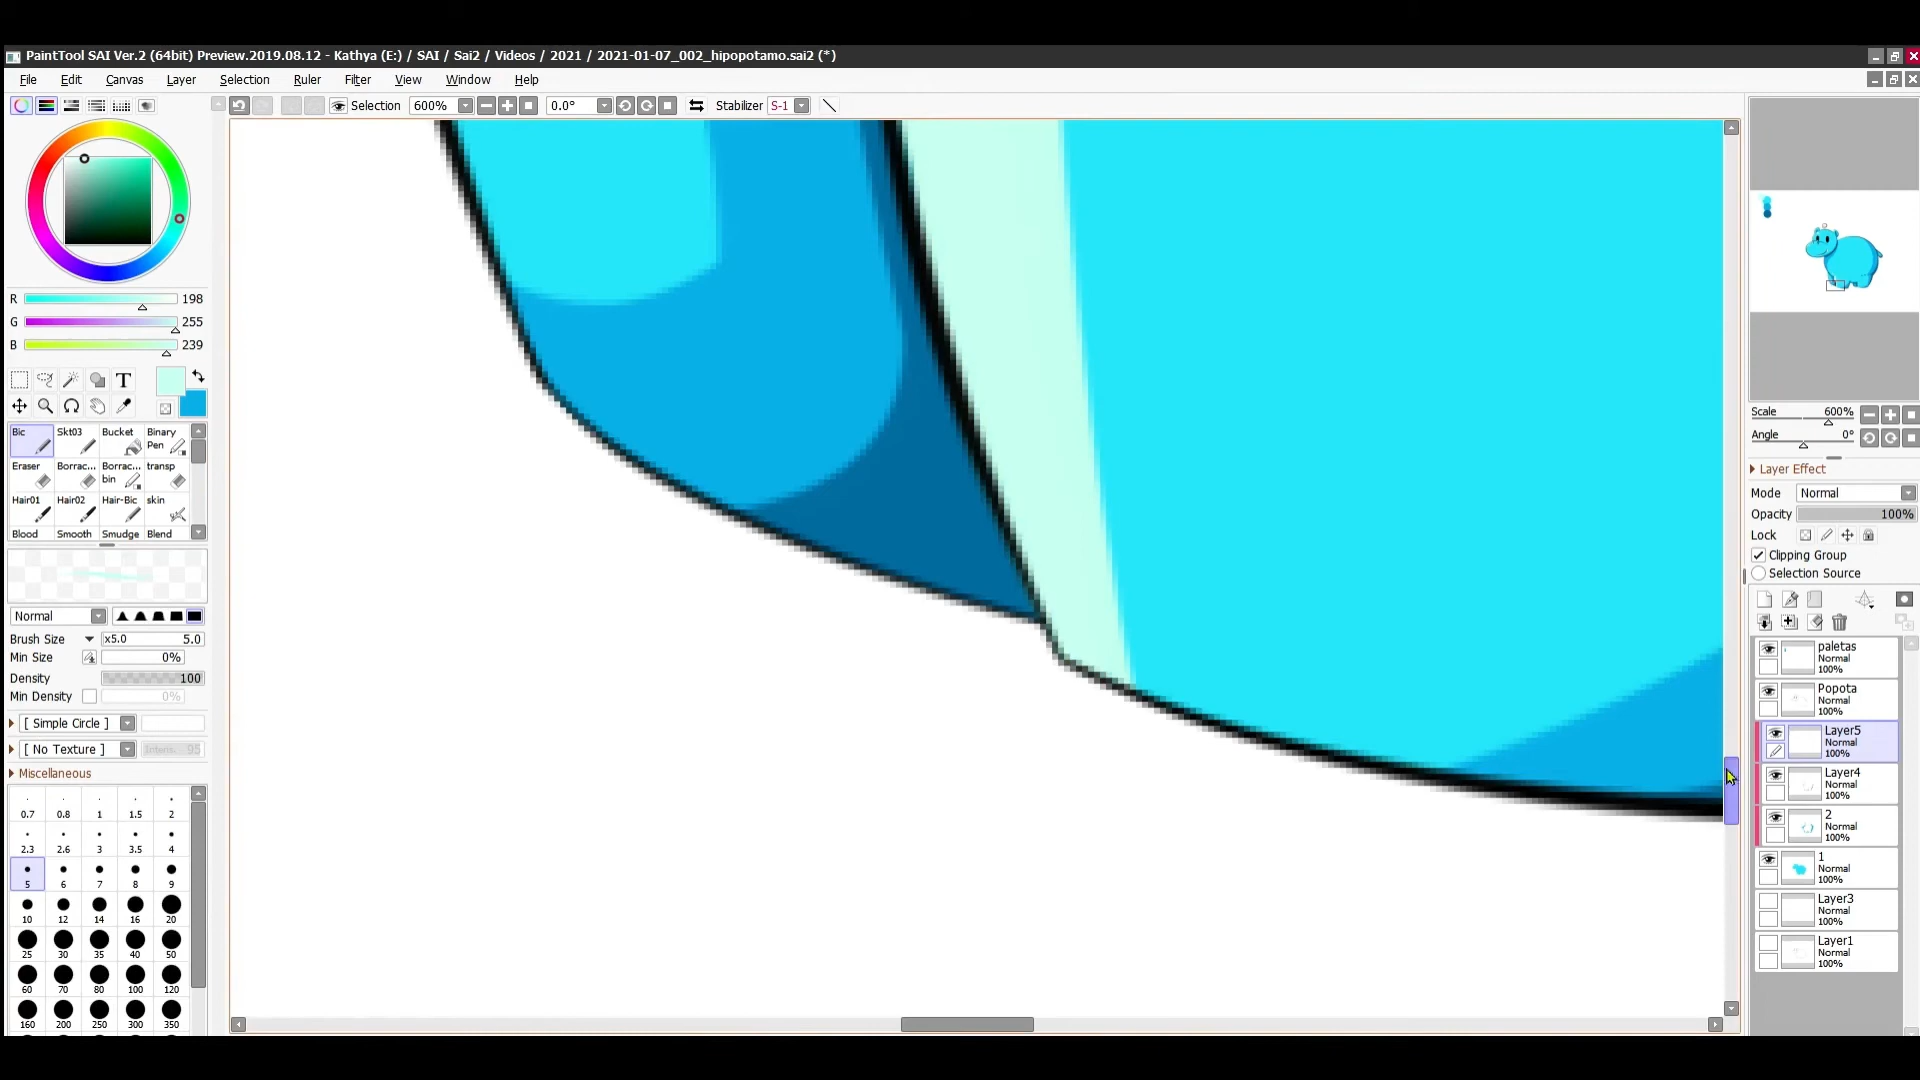 PaintTool SAI Ver.2 (64bit) Preview.2019.08.12 - Kathya (E:) / SAI / Sai2 / Videos / 2021 / 2021-01-07_002_hipopotamo.sai2 (*)
File Edit Canvas Layer Selection Ruler Filter View Window Help
Selection 600% 0.0° Stabilizer S-1
R 198
G 255
B 239
T
Bic Skt03 Bucket Binary Pen
Eraser Borrac... Borrac... bin transp
Hair01 Hair02 Hair-Bic skin
Blood Smooth Smudge Blend
Normal
Brush Size x5.0 5.0
Min Size 0%
Density 100
Min Density 0%
[ Simple Circle ]
[ No Texture ] Intens. 95
Miscellaneous
0.7 0.8 1 1.5 2
2.3 2.6 3 3.5 4
5 6 7 8 9
10 12 14 16 20
25 30 35 40 50
60 70 80 100 120
160 200 250 300 350
Scale 600%
Angle 0°
Layer Effect
Mode Normal
Opacity 100%
Lock
Clipping Group
Selection Source
paletas
Normal
100%
Popota
Normal
100%
Layer5
Normal
100%
Layer4
Normal
100%
2
Normal
100%
1
Normal
100%
Layer3
Normal
100%
Layer1
Normal
100%